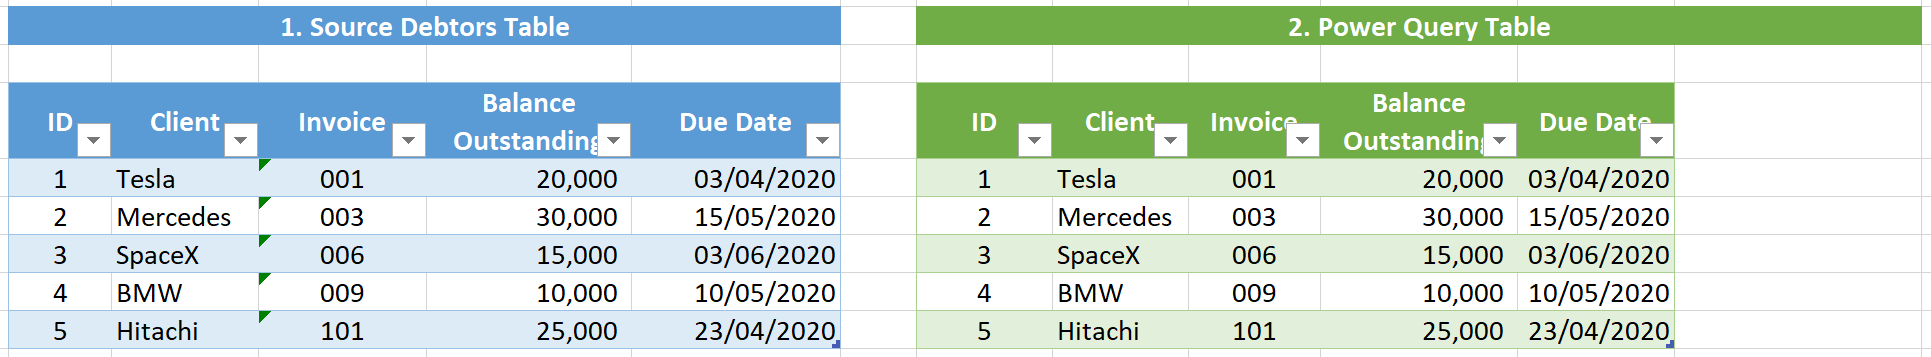 1. Source Debtors Table
ID Client Invoice Balance Outstanding Due Date
1 Tesla 001 20,000 03/04/2020
2 Mercedes 003 30,000 15/05/2020
3 SpaceX 006 15,000 03/06/2020
4 BMW 009 10,000 10/05/2020
5 Hitachi 101 25,000 23/04/2020
2. Power Query Table
ID Client Invoice Balance Outstanding Due Date
1 Tesla 001 20,000 03/04/2020
2 Mercedes 003 30,000 15/05/2020
3 SpaceX 006 15,000 03/06/2020
4 BMW 009 10,000 10/05/2020
5 Hitachi 101 25,000 23/04/2020